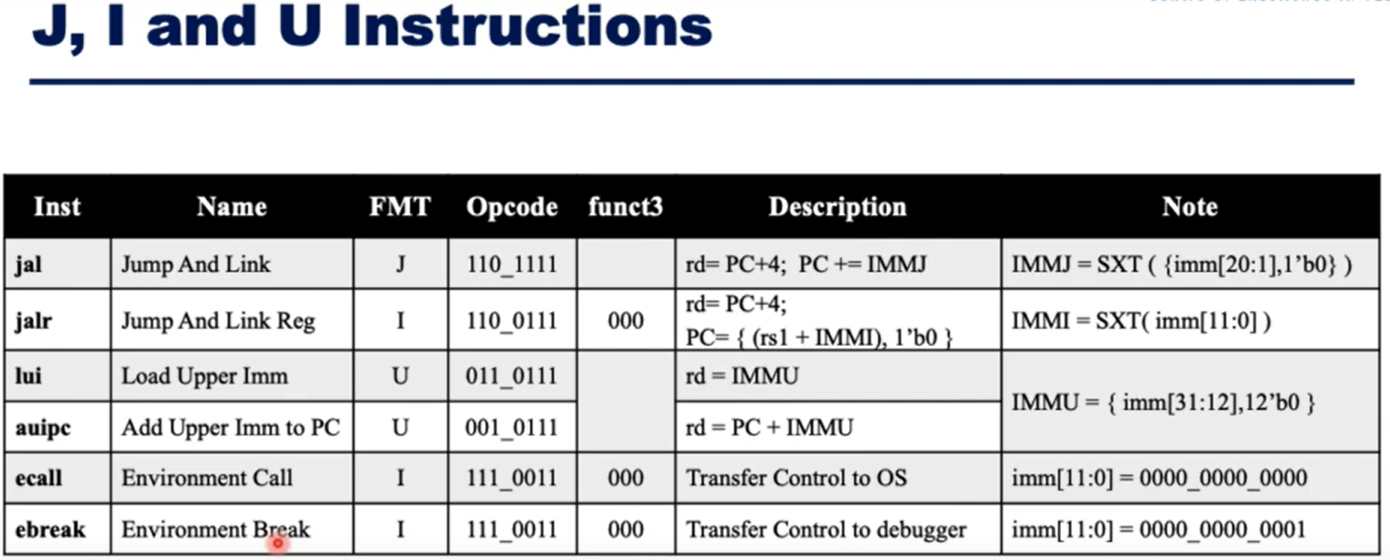 J, I and U Instructions
Inst Name FMT Opcode funct3 Description Note
jal Jump And Link J 110_1111 rd= PC+4; PC += IMMJ IMMJ = SXT ( {imm[20:1],1’b0} )
jalr Jump And Link Reg I 110_0111 000 rd= PC+4;
PC= { (rs1 + IMMI), 1’b0 } IMMI = SXT( imm[11:0] )
lui Load Upper Imm U 011_0111 rd = IMMU
IMMU = { imm[31:12],12’b0 }
auipc Add Upper Imm to PC U 001_0111 rd = PC + IMMU
ecall Environment Call I 111_0011 000 Transfer Control to OS imm[11:0] = 0000_0000_0000
ebreak Environment Break I 111_0011 000 Transfer Control to debugger imm[11:0] = 0000_0000_0001